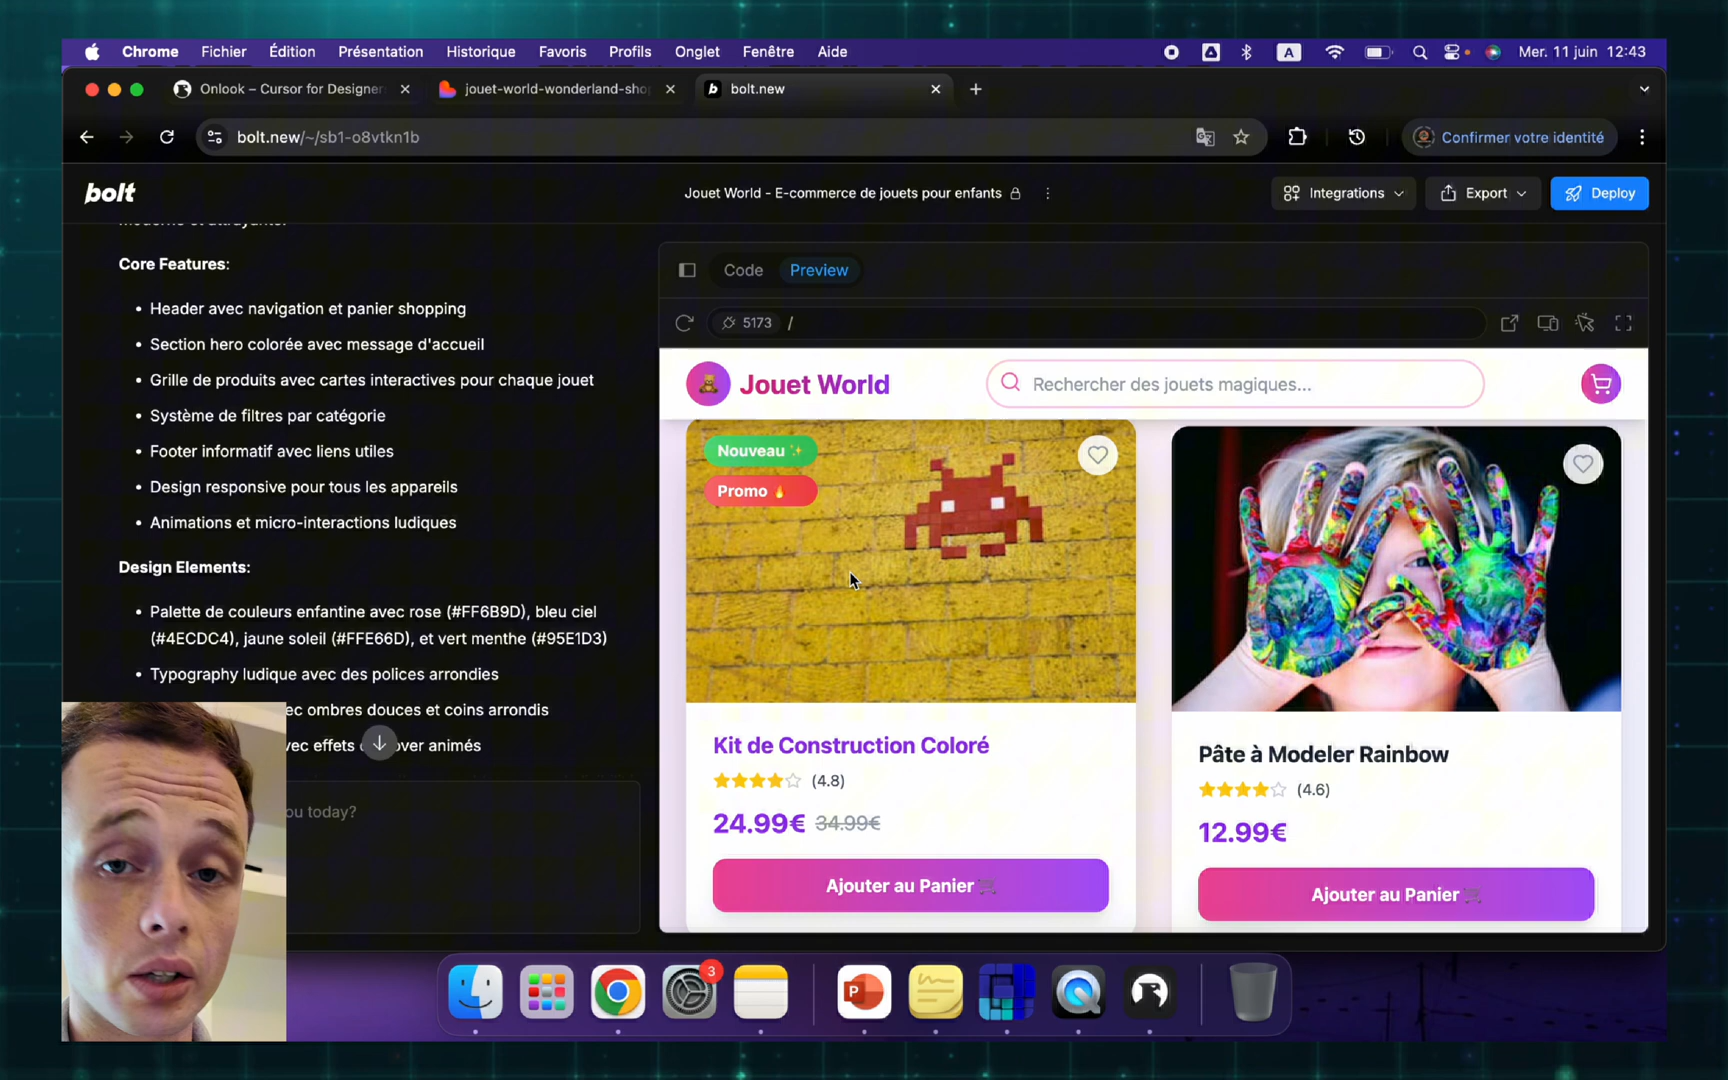 Chrome Fichier Édition Présentation Historique Favoris Profils Onglet Fenêtre Aide
A
Mer. 11 juin 12:43
Onlook – Cursor for Designer
jouet-world-wonderland-sho
b bolt.new
bolt.new/~/sb1-o8vtkn1b
Confirmer votre identité
bolt
Jouet World - E-commerce de jouets pour enfants
Integrations
Export
Deploy
Core Features:
• Header avec navigation et panier shopping
• Section hero colorée avec message d'accueil
• Grille de produits avec cartes interactives pour chaque jouet
• Système de filtres par catégorie
• Footer informatif avec liens utiles
• Design responsive pour tous les appareils
• Animations et micro-interactions ludiques
Design Elements:
• Palette de couleurs enfantine avec rose (#FF6B9D), bleu ciel
(#4ECDC4), jaune soleil (#FFE66D), et vert menthe (#95E1D3)
• Typography ludique avec des polices arrondies
ec ombres douces et coins arrondis
vec effets over animés
ou today?
Code Preview
5173 /
Jouet World
Rechercher des jouets magiques...
Nouveau ✨
Promo 🔥
Kit de Construction Coloré
(4.8)
24.99€ 34.99€
Ajouter au Panier 🛒
Pâte à Modeler Rainbow
(4.6)
12.99€
Ajouter au Panier 🛒
3
P